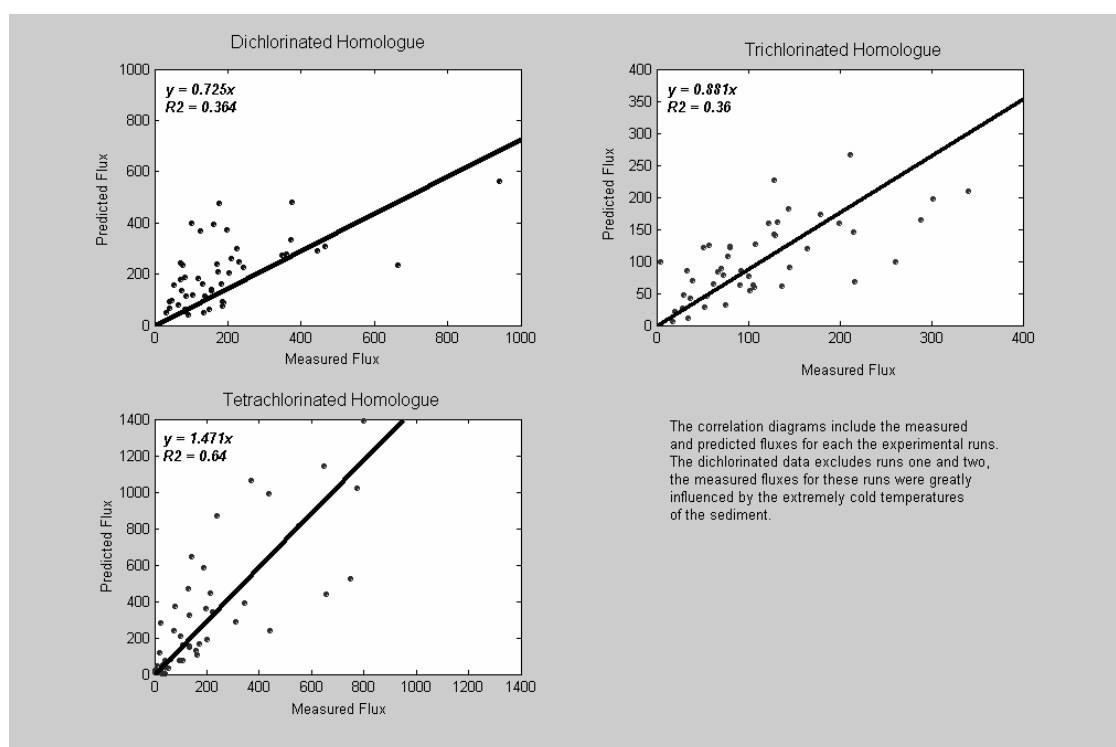 Dichlorinated Homologue
y = 0.725x
R2 = 0.364
1000
800
600
400
200
0
Predicted Flux
0 200 400 600 800 1000
Measured Flux
Trichlorinated Homologue
y = 0.881x
R2 = 0.36
400
350
300
250
200
150
100
50
0
Predicted Flux
0 100 200 300 400
Measured Flux
Tetrachlorinated Homologue
y = 1.471x
R2 = 0.64
1400
1200
1000
800
600
400
200
0
Predicted Flux
0 200 400 600 800 1000 1200 1400
Measured Flux
The correlation diagrams include the measured
and predicted fluxes for each the experimental runs.
The dichlorinated data excludes runs one and two,
the measured fluxes for these runs were greatly
influenced by the extremely cold temperatures
of the sediment.